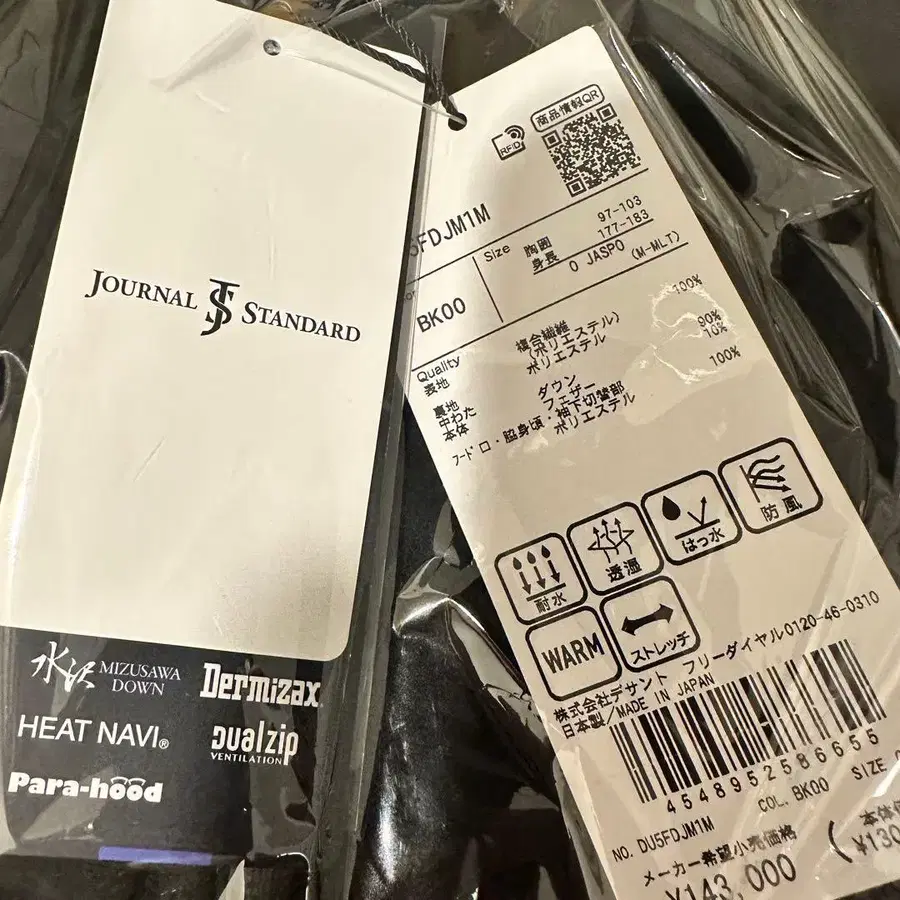 JOURNAL JS STANDARD
水沢 MIZUSAWA DOWN
Dermizax
HEAT NAVI®
Dualzip
VENTILATION
Para-hood
RFID
商品情報QR
5FDJM1M
BK00
Size
胸囲 97-103
身長 177-183
O JASPO (M-MLT)
Quality
表地 複合繊維 100%
(ポリエステル)
裏地 ポリエステル
中わた
本体 ダウン 90%
フェザー 10%
フード口・脇身頃・袖下切替部
ポリエステル 100%
耐水
透湿
はっ水
防風
WARM
ストレッチ
株式会社デサント フリーダイヤル0120-46-0310
日本製/MADE IN JAPAN
4548952586655
NO. DU5FDJM1M COL. BK00 SIZE
メーカー希望小売価格 (本体価
¥143,000 ¥130